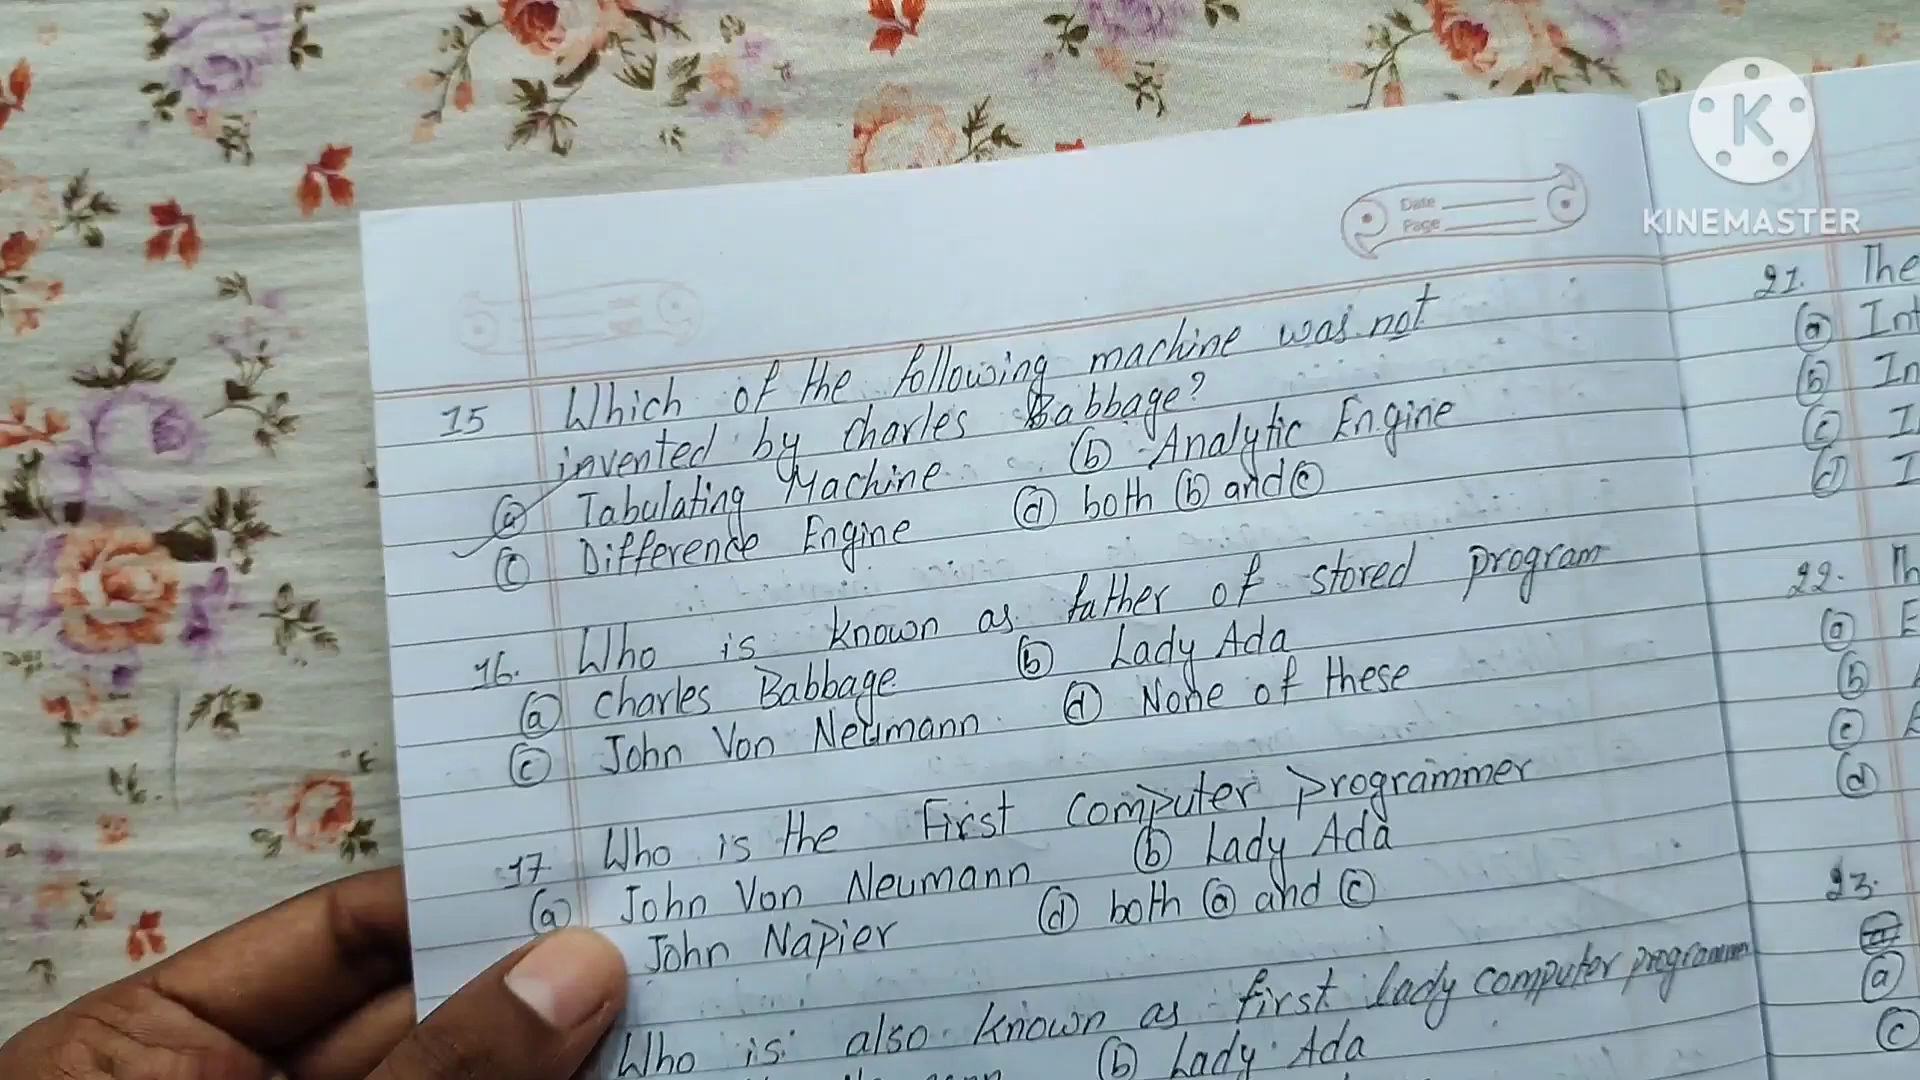 KINEMASTER
Date
Page
15 Which of the following machine was not
invented by charles Babbage?
(a) Tabulating Machine (b) Analytic Engine
(c) Difference Engine (d) both (b) and (c)
16. Who is known as father of stored program
(a) Charles Babbage (b) Lady Ada
(c) John Von Neumann (d) None of these
17 Who is the First Computer programmer
(a) John Von Neumann (b) Lady Ada
John Napier (d) both (a) and (c)
Who is also known as first lady computer programm
(b) Lady Ada
21. The
(a) Int
(b) In
(c) I
(d) I
22. Th
(a) E
(b)
(c)
(d)
23.
(a)
(c)